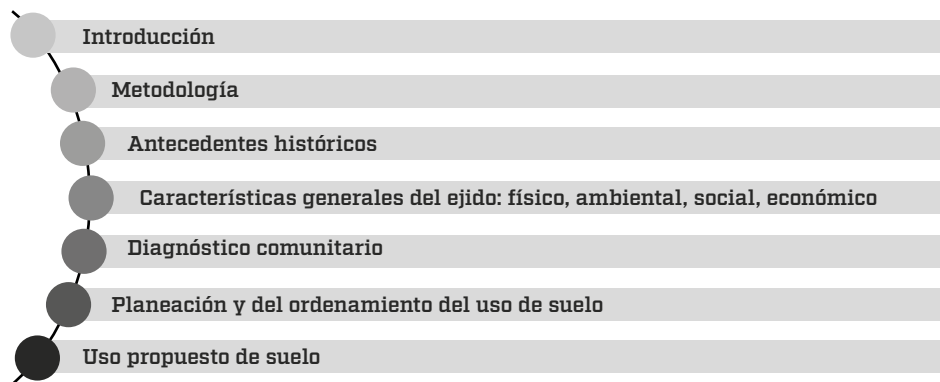 Introducción
Metodología
Antecedentes históricos
Características generales del ejido: físico, ambiental, social, económico
Diagnóstico comunitario
Planeación y del ordenamiento del uso de suelo
Uso propuesto de suelo